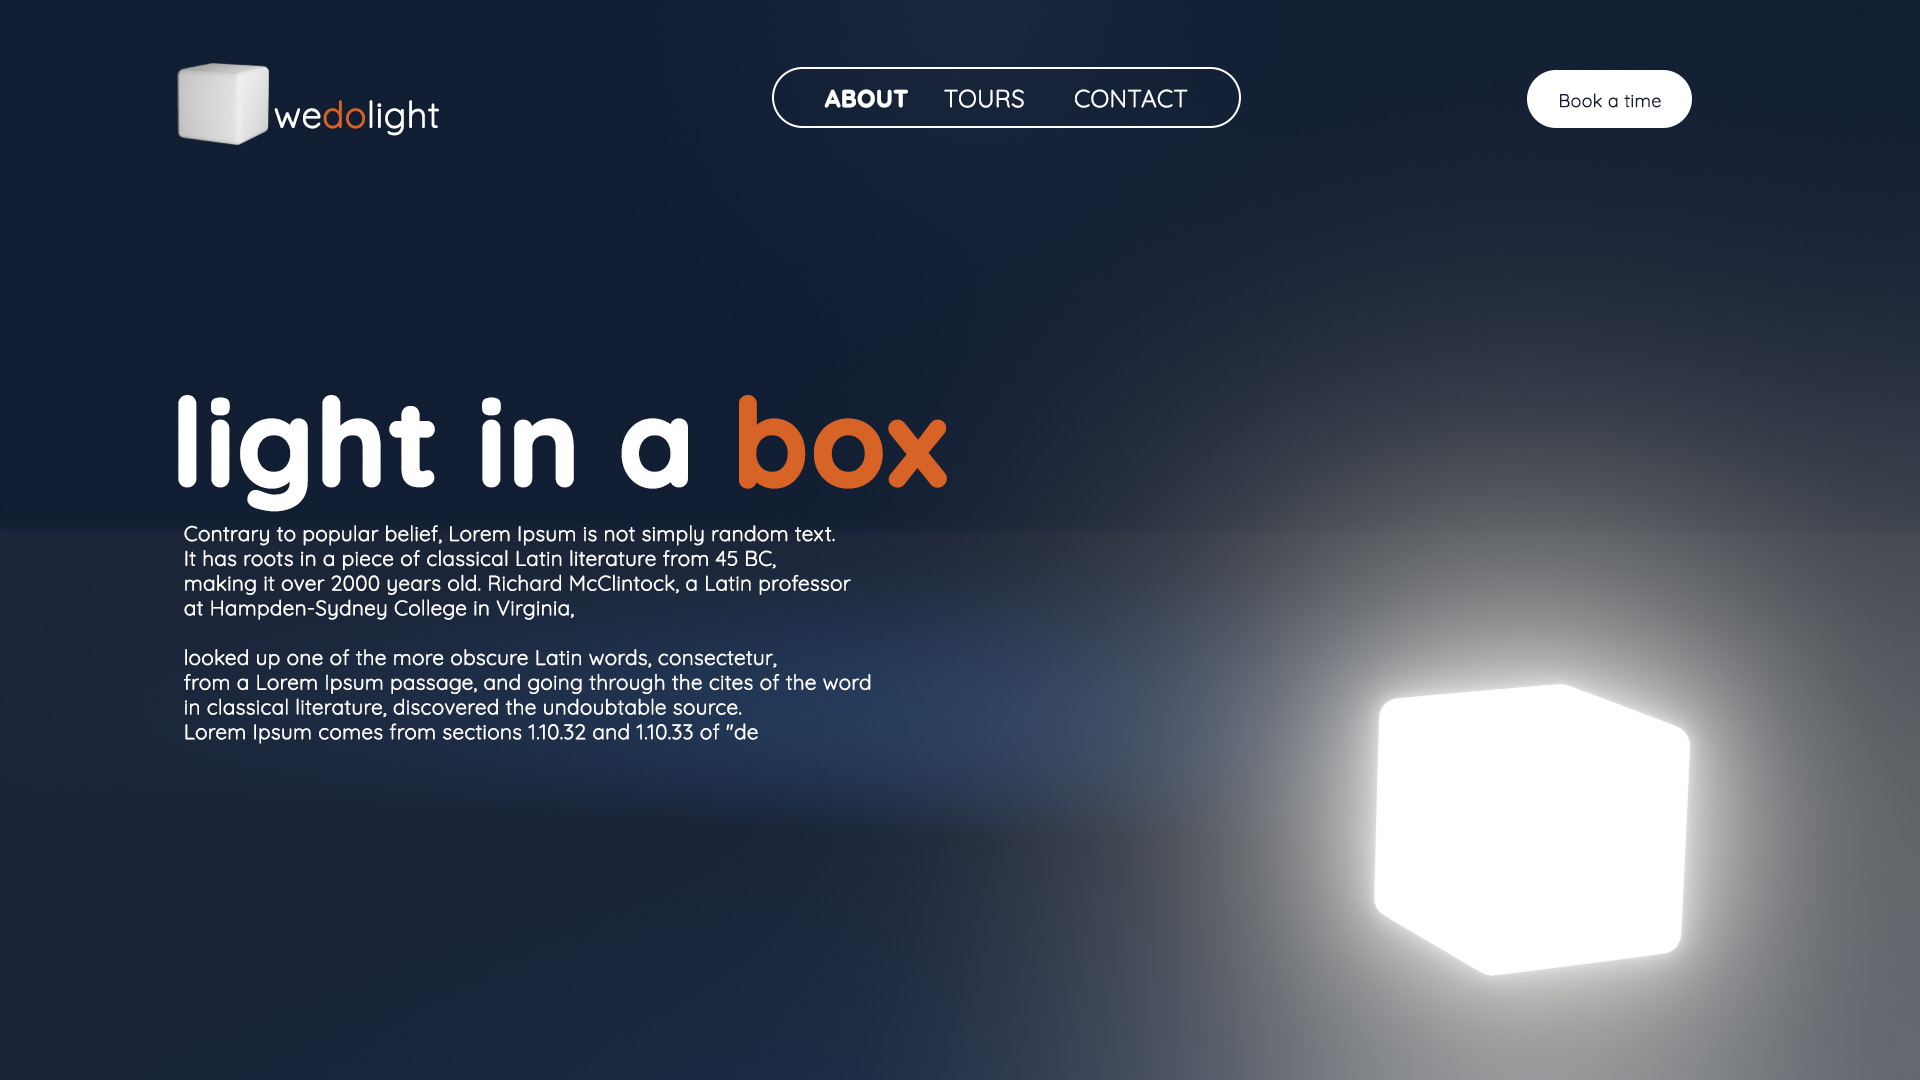 wedolight
ABOUT TOURS CONTACT
Book a time
light in a box
Contrary to popular belief, Lorem Ipsum is not simply random text.
It has roots in a piece of classical Latin literature from 45 BC,
making it over 2000 years old. Richard McClintock, a Latin professor
at Hampden-Sydney College in Virginia,
looked up one of the more obscure Latin words, consectetur,
from a Lorem Ipsum passage, and going through the cites of the word
in classical literature, discovered the undoubtable source.
Lorem Ipsum comes from sections 1.10.32 and 1.10.33 of "de